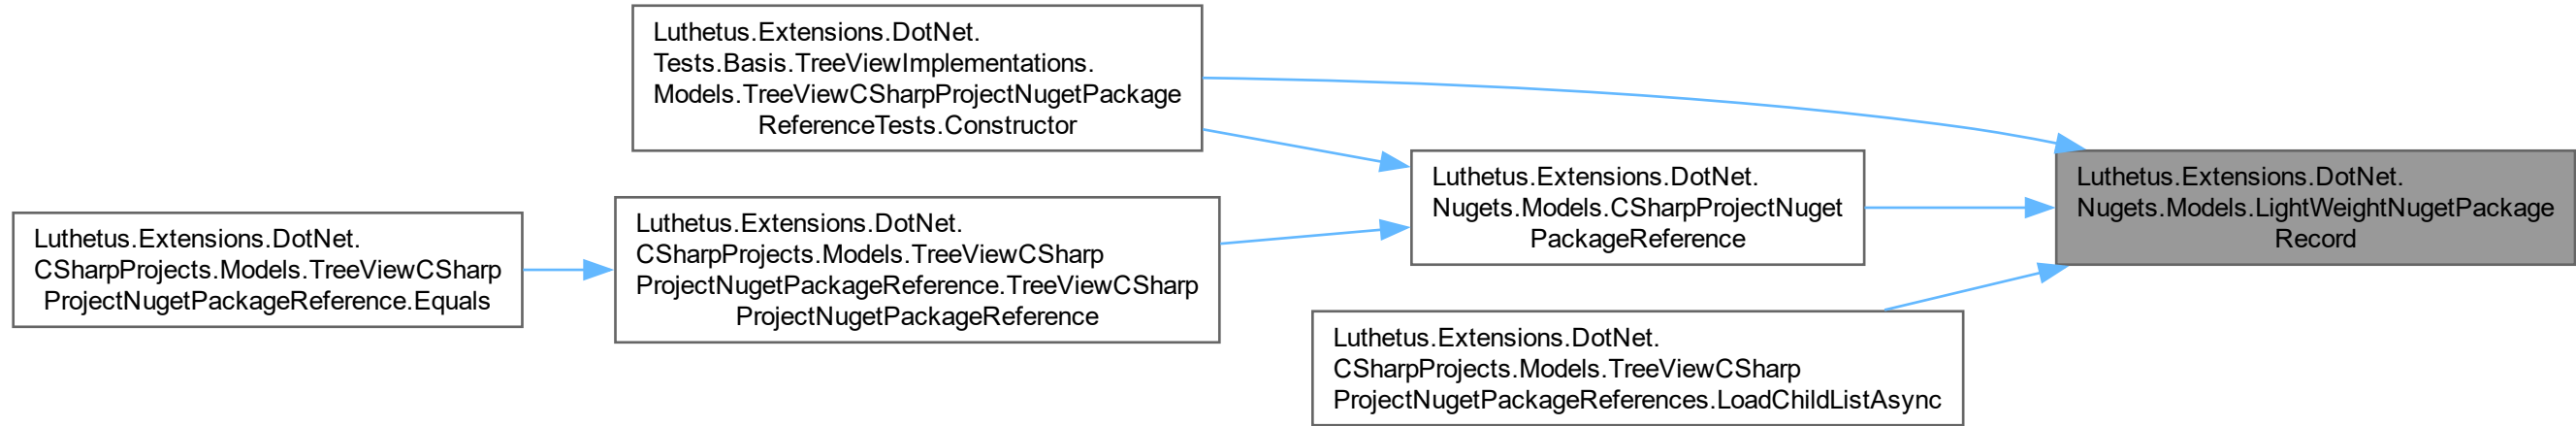 Luthetus.Extensions.DotNet.
Tests.Basis.TreeViewImplementations.
Models.TreeViewCSharpProjectNugetPackage
ReferenceTests.Constructor
Luthetus.Extensions.DotNet.
CSharpProjects.Models.TreeViewCSharp
ProjectNugetPackageReference.Equals
Luthetus.Extensions.DotNet.
CSharpProjects.Models.TreeViewCSharp
ProjectNugetPackageReference.TreeViewCSharp
ProjectNugetPackageReference
Luthetus.Extensions.DotNet.
Nugets.Models.CSharpProjectNuget
PackageReference
Luthetus.Extensions.DotNet.
Nugets.Models.LightWeightNugetPackage
Record
Luthetus.Extensions.DotNet.
CSharpProjects.Models.TreeViewCSharp
ProjectNugetPackageReferences.LoadChildListAsync